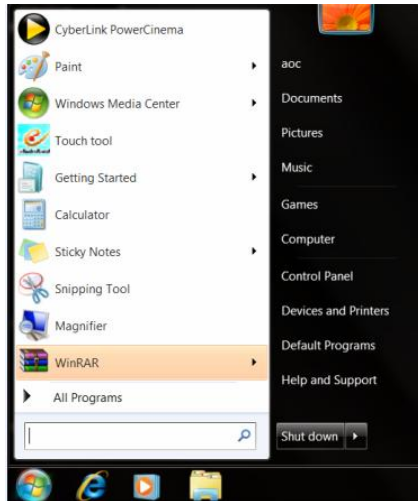 CyberLink PowerCinema
Paint
Windows Media Center
Touch tool
Getting Started
Calculator
Sticky Notes
Snipping Tool
Magnifier
WinRAR
All Programs
aoc
Documents
Pictures
Music
Games
Computer
Control Panel
Devices and Printers
Default Programs
Help and Support
Shut down